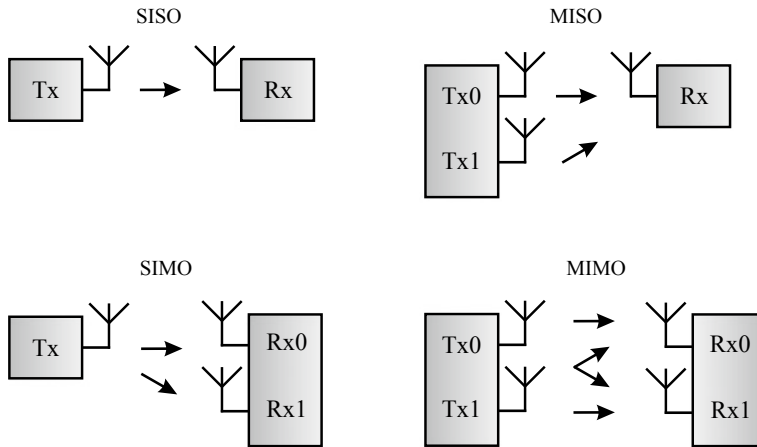 SISO
Tx
Rx
MISO
Tx0
Tx1
Rx
SIMO
Tx
Rx0
Rx1
MIMO
Tx0
Tx1
Rx0
Rx1